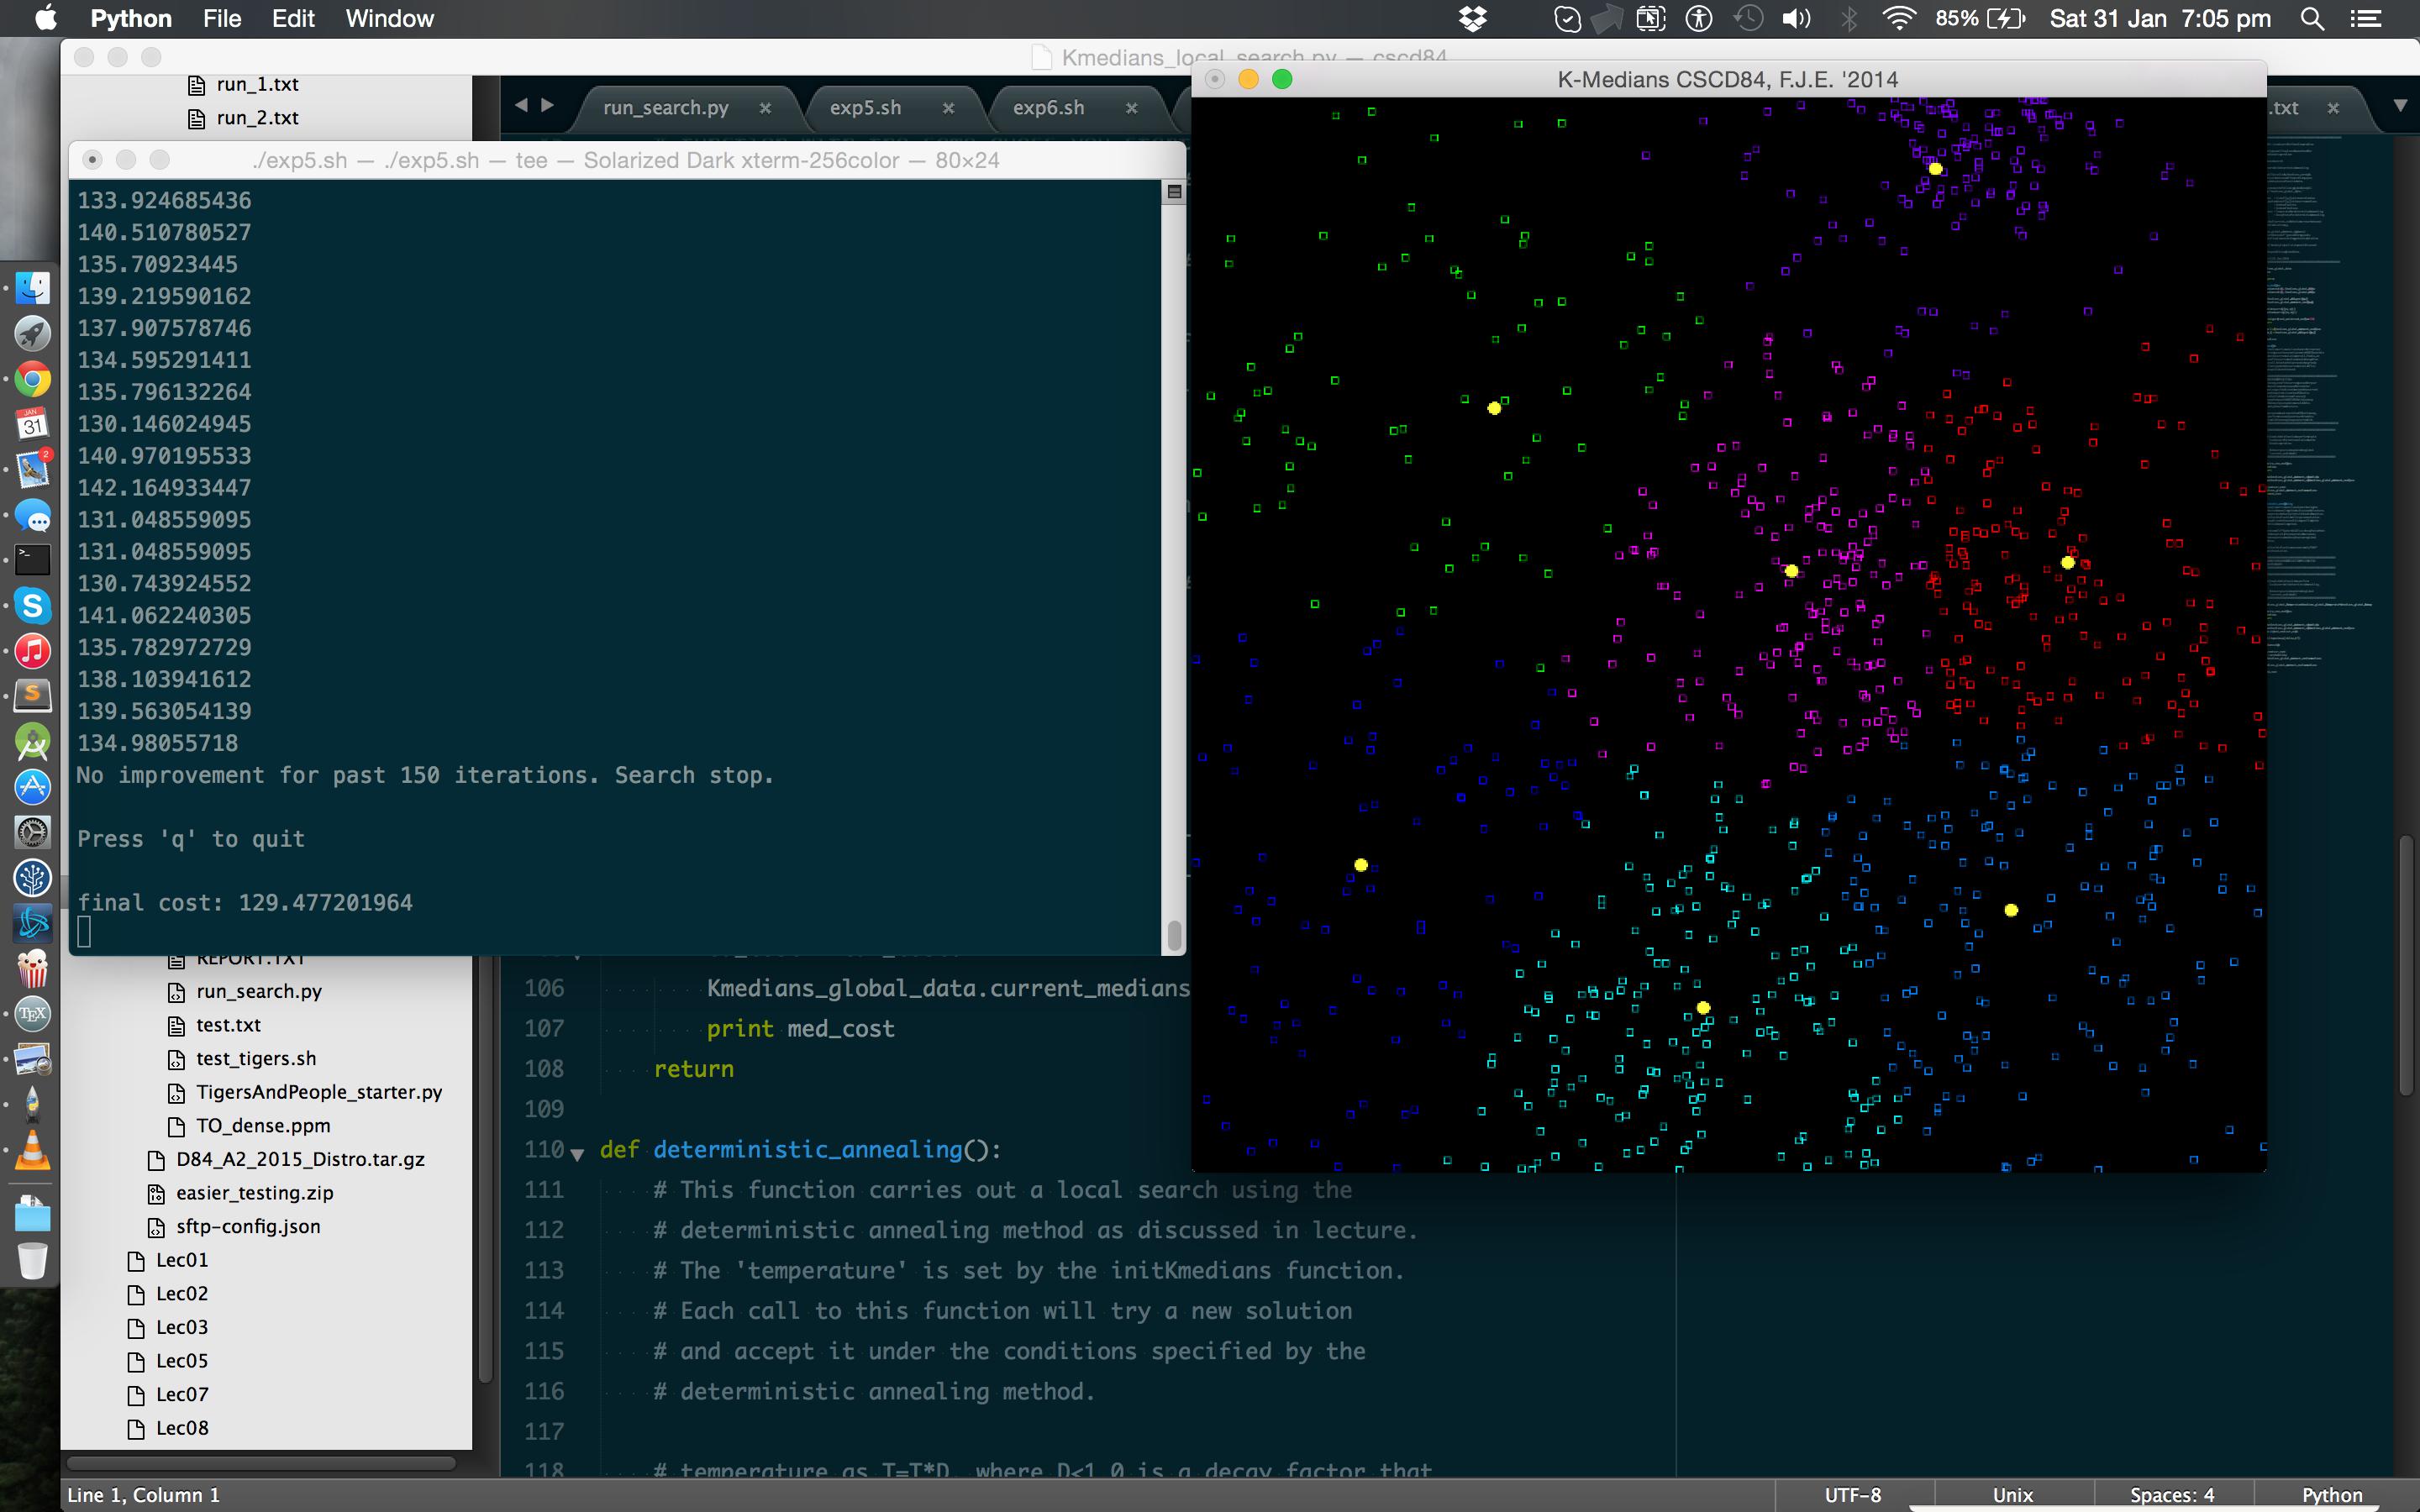 Python File Edit Window 85% Sat 31 Jan 7:05 pm
Kmedians_local_search.py — cscd84
run_1.txt
run_2.txt
run_search.py × exp5.sh × exp6.sh × .txt ×
K-Medians CSCD84, F.J.E. '2014
./exp5.sh — ./exp5.sh — tee — Solarized Dark xterm-256color — 80×24
133.924685436
140.510780527
135.70923445
139.219590162
137.907578746
134.595291411
135.796132264
130.146024945
140.970195533
142.164933447
131.048559095
131.048559095
130.743924552
141.062240305
135.782972729
138.103941612
139.563054139
134.98055718
No improvement for past 150 iterations. Search stop.
Press 'q' to quit
final cost: 129.477201964
JAN
31
2
REPORT.TXT
run_search.py
test.txt
test_tigers.sh
TigersAndPeople_starter.py
TO_dense.ppm
D84_A2_2015_Distro.tar.gz
easier_testing.zip
sftp-config.json
Lec01
Lec02
Lec03
Lec05
Lec07
Lec08
106 Kmedians_global_data.current_medians
107 print med_cost
108 return
109
110 def deterministic_annealing():
111 # This function carries out a local search using the
112 # deterministic annealing method as discussed in lecture.
113 # The 'temperature' is set by the initKmedians function.
114 # Each call to this function will try a new solution
115 # and accept it under the conditions specified by the
116 # deterministic annealing method.
117
118 # temperature as T=T*D, where D<1.0 is a decay factor that
Line 1, Column 1 UTF-8 Unix Spaces: 4 Python